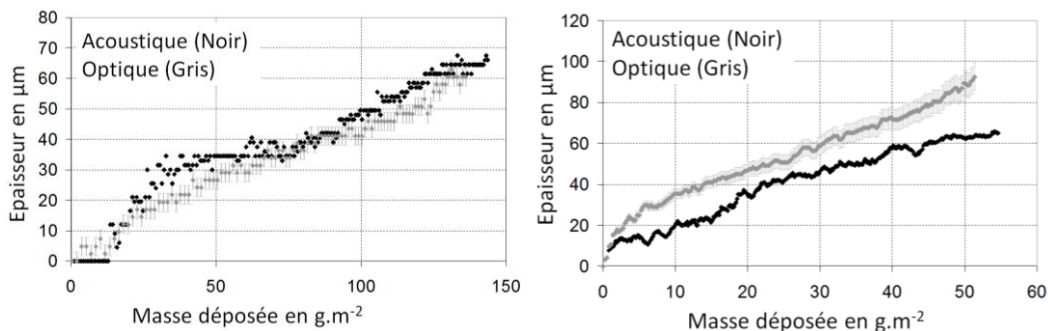 80
70
60
50
40
30
20
10
0
Epaisseur en µm
Acoustique (Noir)
Optique (Gris)
0 50 100 150
Masse déposée en g.m-2
120
100
80
60
40
20
0
Epaisseur en µm
Acoustique (Noir)
Optique (Gris)
0 10 20 30 40 50 60
Masse déposée en g.m-2